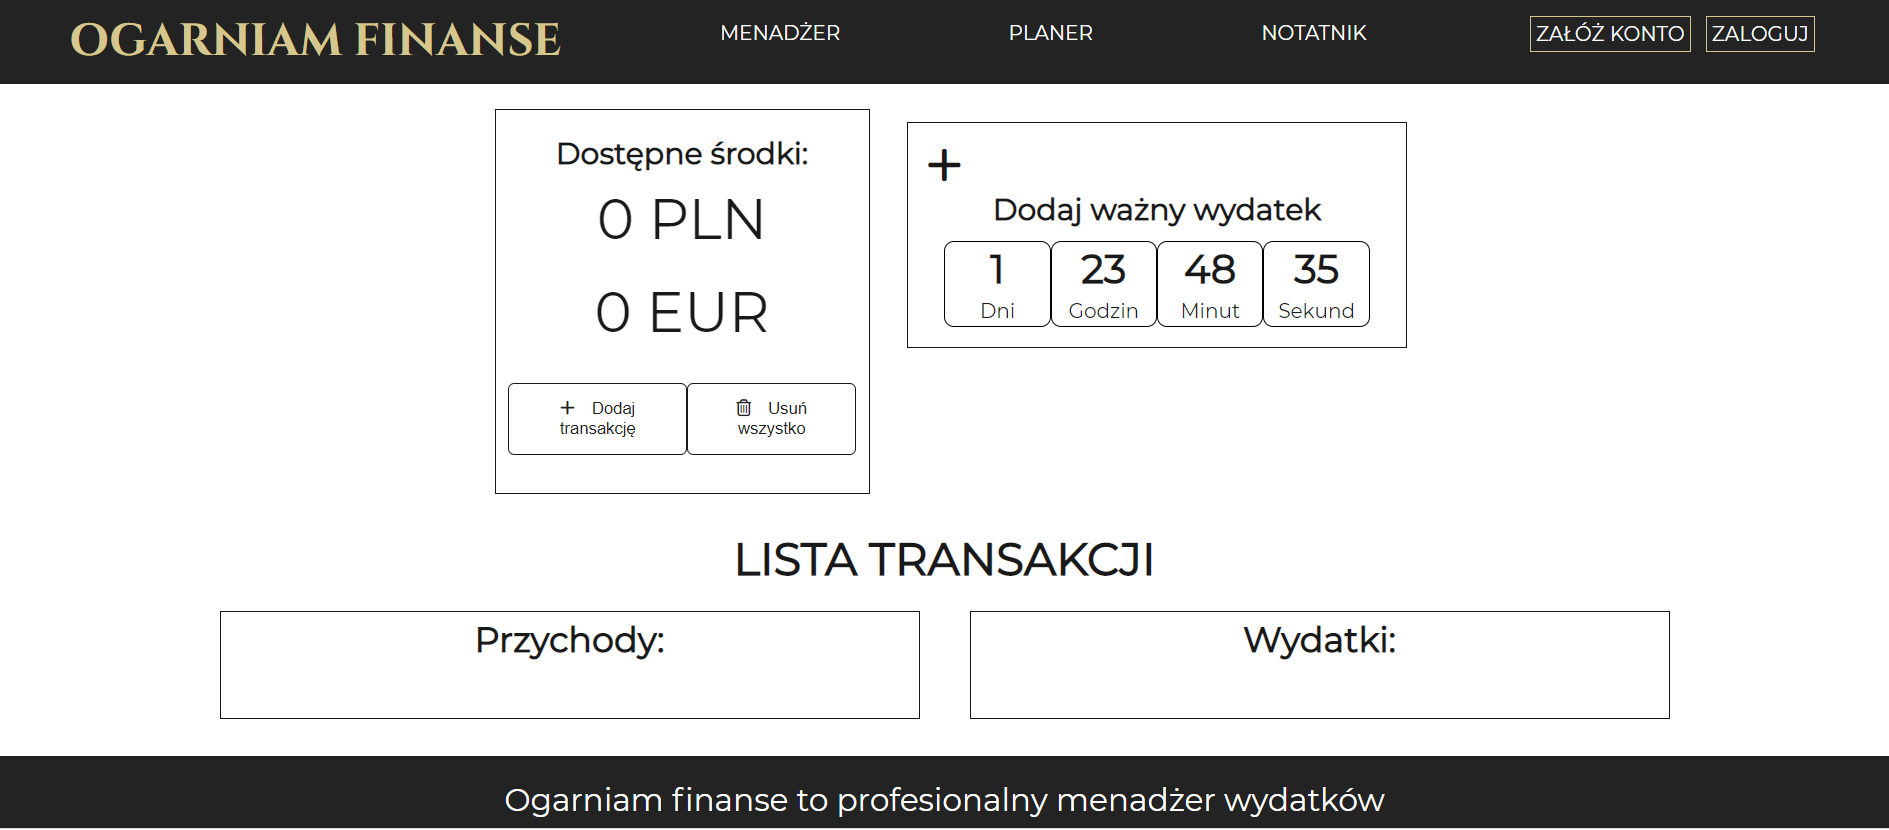 OGARNIAM FINANSE
MENADŻER
PLANER
NOTATNIK
ZAŁÓŻ KONTO
ZALOGUJ
Dostępne środki:
0 PLN
0 EUR
Dodaj
transakcję
Usuń
wszystko
Dodaj ważny wydatek
1 23 48 35
Dni Godzin Minut Sekund
LISTA TRANSAKCJI
Przychody:
Wydatki:
Ogarniam finanse to profesionalny menadżer wydatków